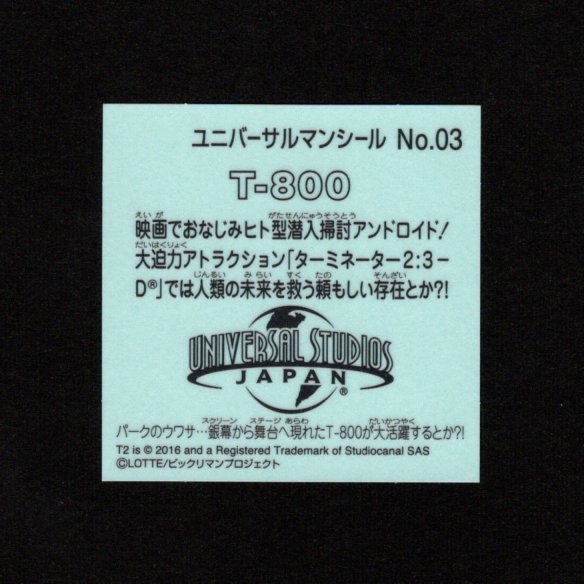 ユニバーサルマンシール No.03
T-800
えいが がたせんにゅうそうとう
映画でおなじみヒト型潜入掃討アンドロイド!
だいはくりょく
大迫力アトラクション「ターミネーター2:3-
じんるい みらい すく たの そんざい
D®」では人類の未来を救う頼もしい存在とか?!
UNIVERSAL STUDIOS
JAPAN®
スクリーン ステージ あらわ だいかつやく
パークのウワサ…銀幕から舞台へ現れたT-800が大活躍するとか?!
T2 is © 2016 and a Registered Trademark of Studiocanal SAS
©LOTTE/ビックリマンプロジェクト